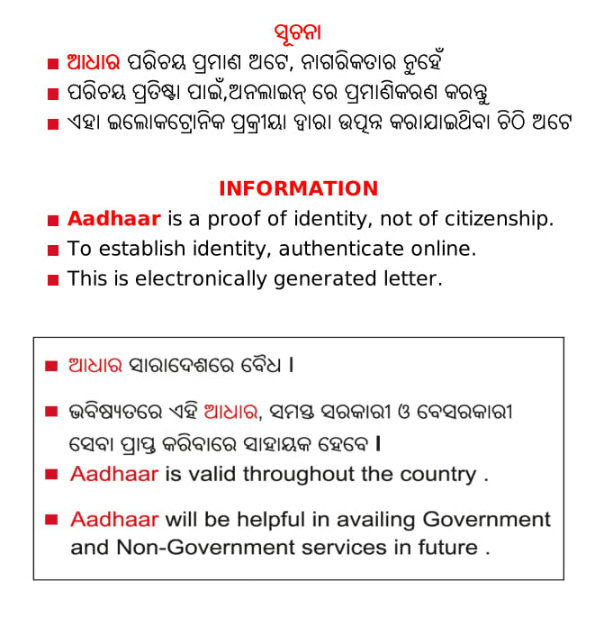 ସୂଚନା
ଆଧାର ପରିଚୟ ପ୍ରମାଣ ଅଟେ, ନାଗରିକତାର ନୁହେଁ
ପରିଚୟ ପ୍ରତିଷ୍ଟା ପାଇଁ,ଅନଲାଇନ୍ ରେ ପ୍ରମାଣିକରଣ କରନ୍ତୁ
ଏହା ଇଲୋକଟ୍ରୋନିକ ପ୍ରକ୍ରୀୟା ଦ୍ୱାରା ଉତ୍ପନ୍ନ କରାଯାଇଥିବା ଚିଠି ଅଟେ
INFORMATION
Aadhaar is a proof of identity, not of citizenship.
To establish identity, authenticate online.
This is electronically generated letter.
ଆଧାର ସାରାଦେଶରେ ବୈଧ ।
ଭବିଷ୍ୟତରେ ଏହି ଆଧାର, ସମସ୍ତ ସରକାରୀ ଓ ବେସରକାରୀ
ସେବା ପ୍ରାପ୍ତ କରିବାରେ ସାହାୟକ ହେବେ ।
Aadhaar is valid throughout the country .
Aadhaar will be helpful in availing Government
and Non-Government services in future .